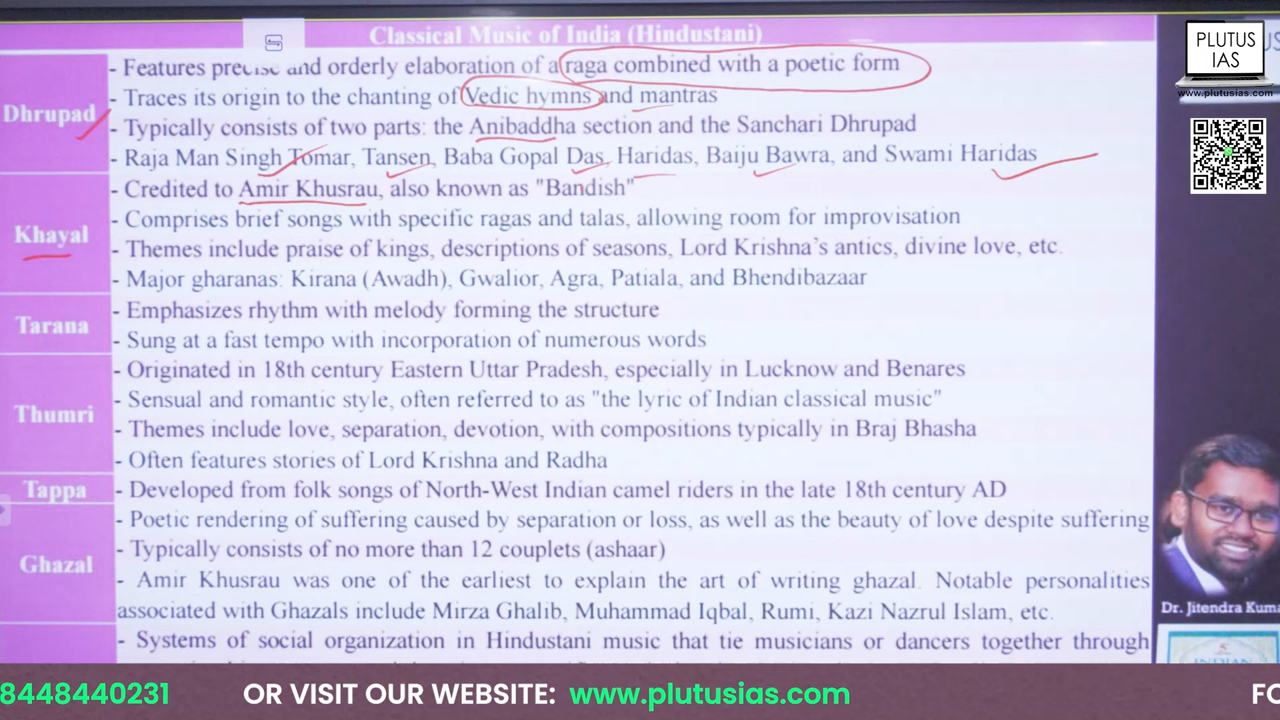 Classical Music of India (Hindustani)
Dhrupad
- Features precise and orderly elaboration of a raga combined with a poetic form
- Traces its origin to the chanting of Vedic hymns and mantras
- Typically consists of two parts: the Anibaddha section and the Sanchari Dhrupad
- Raja Man Singh Tomar, Tansen, Baba Gopal Das, Haridas, Baiju Bawra, and Swami Haridas
Khayal
- Credited to Amir Khusrau, also known as "Bandish"
- Comprises brief songs with specific ragas and talas, allowing room for improvisation
- Themes include praise of kings, descriptions of seasons, Lord Krishna's antics, divine love, etc.
- Major gharanas: Kirana (Awadh), Gwalior, Agra, Patiala, and Bhendibazaar
Tarana
- Emphasizes rhythm with melody forming the structure
- Sung at a fast tempo with incorporation of numerous words
Thumri
- Originated in 18th century Eastern Uttar Pradesh, especially in Lucknow and Benares
- Sensual and romantic style, often referred to as "the lyric of Indian classical music"
- Themes include love, separation, devotion, with compositions typically in Braj Bhasha
- Often features stories of Lord Krishna and Radha
Tappa
- Developed from folk songs of North-West Indian camel riders in the late 18th century AD
Ghazal
- Poetic rendering of suffering caused by separation or loss, as well as the beauty of love despite suffering
- Typically consists of no more than 12 couplets (ashaar)
- Amir Khusrau was one of the earliest to explain the art of writing ghazal. Notable personalities
associated with Ghazals include Mirza Ghalib, Muhammad Iqbal, Rumi, Kazi Nazrul Islam, etc.
- Systems of social organization in Hindustani music that tie musicians or dancers together through
PLUTUS
IAS
www.plutusias.com
Dr. Jitendra Kuma
8448440231 OR VISIT OUR WEBSITE: www.plutusias.com FO